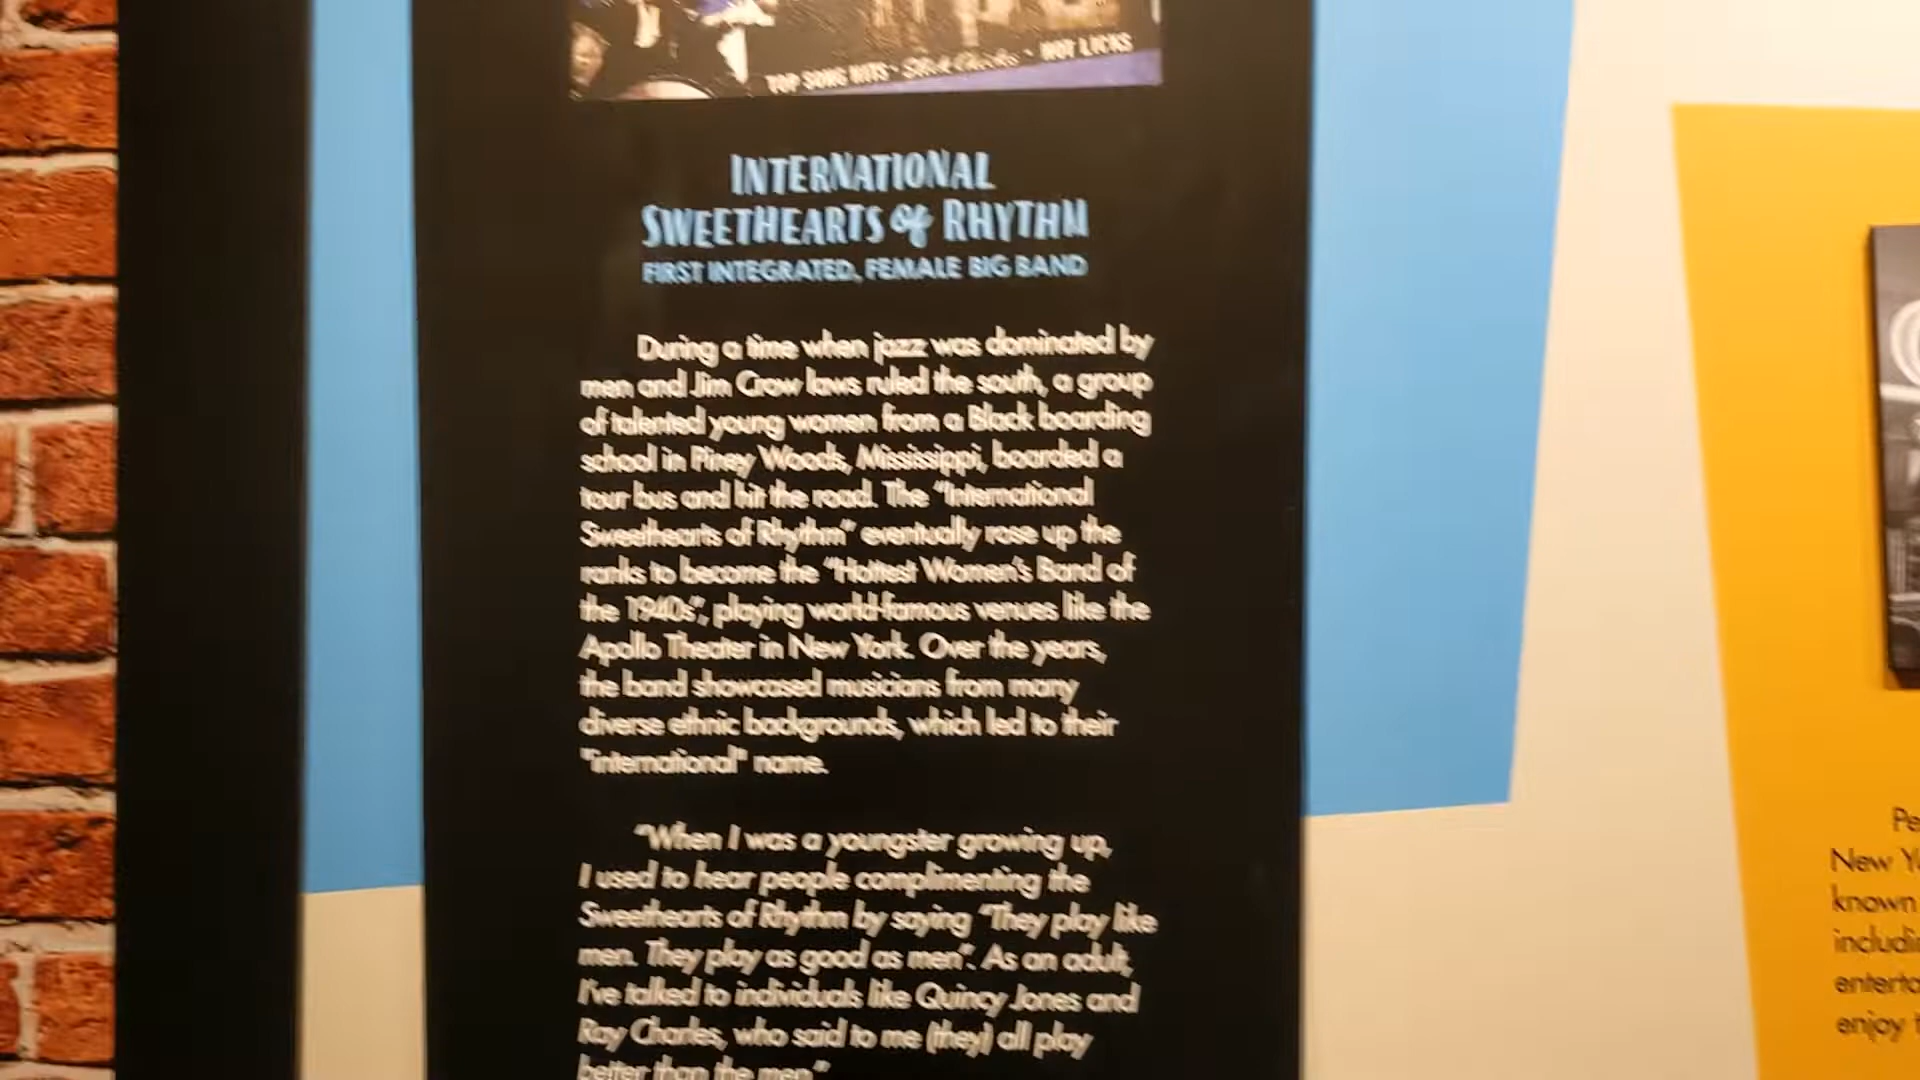 TOP SONG HITS · Slick Chicks · HOT LICKS
INTERNATIONAL
SWEETHEARTS of RHYTHM
FIRST INTEGRATED, FEMALE BIG BAND
During a time when jazz was dominated by
men and Jim Crow laws ruled the south, a group
of talented young women from a Black boarding
school in Piney Woods, Mississippi, boarded a
tour bus and hit the road. The "International
Sweethearts of Rhythm" eventually rose up the
ranks to become the "Hottest Women's Band of
the 1940s", playing world-famous venues like the
Apollo Theater in New York. Over the years,
the band showcased musicians from many
diverse ethnic backgrounds, which led to their
"international" name.
"When I was a youngster growing up,
I used to hear people complimenting the
Sweethearts of Rhythm by saying "They play like
men. They play as good as men". As an adult,
I've talked to individuals like Quincy Jones and
Ray Charles, who said to me (they) all play
better than the men"
Pe
New Yo
known
includi
enterta
enjoy t